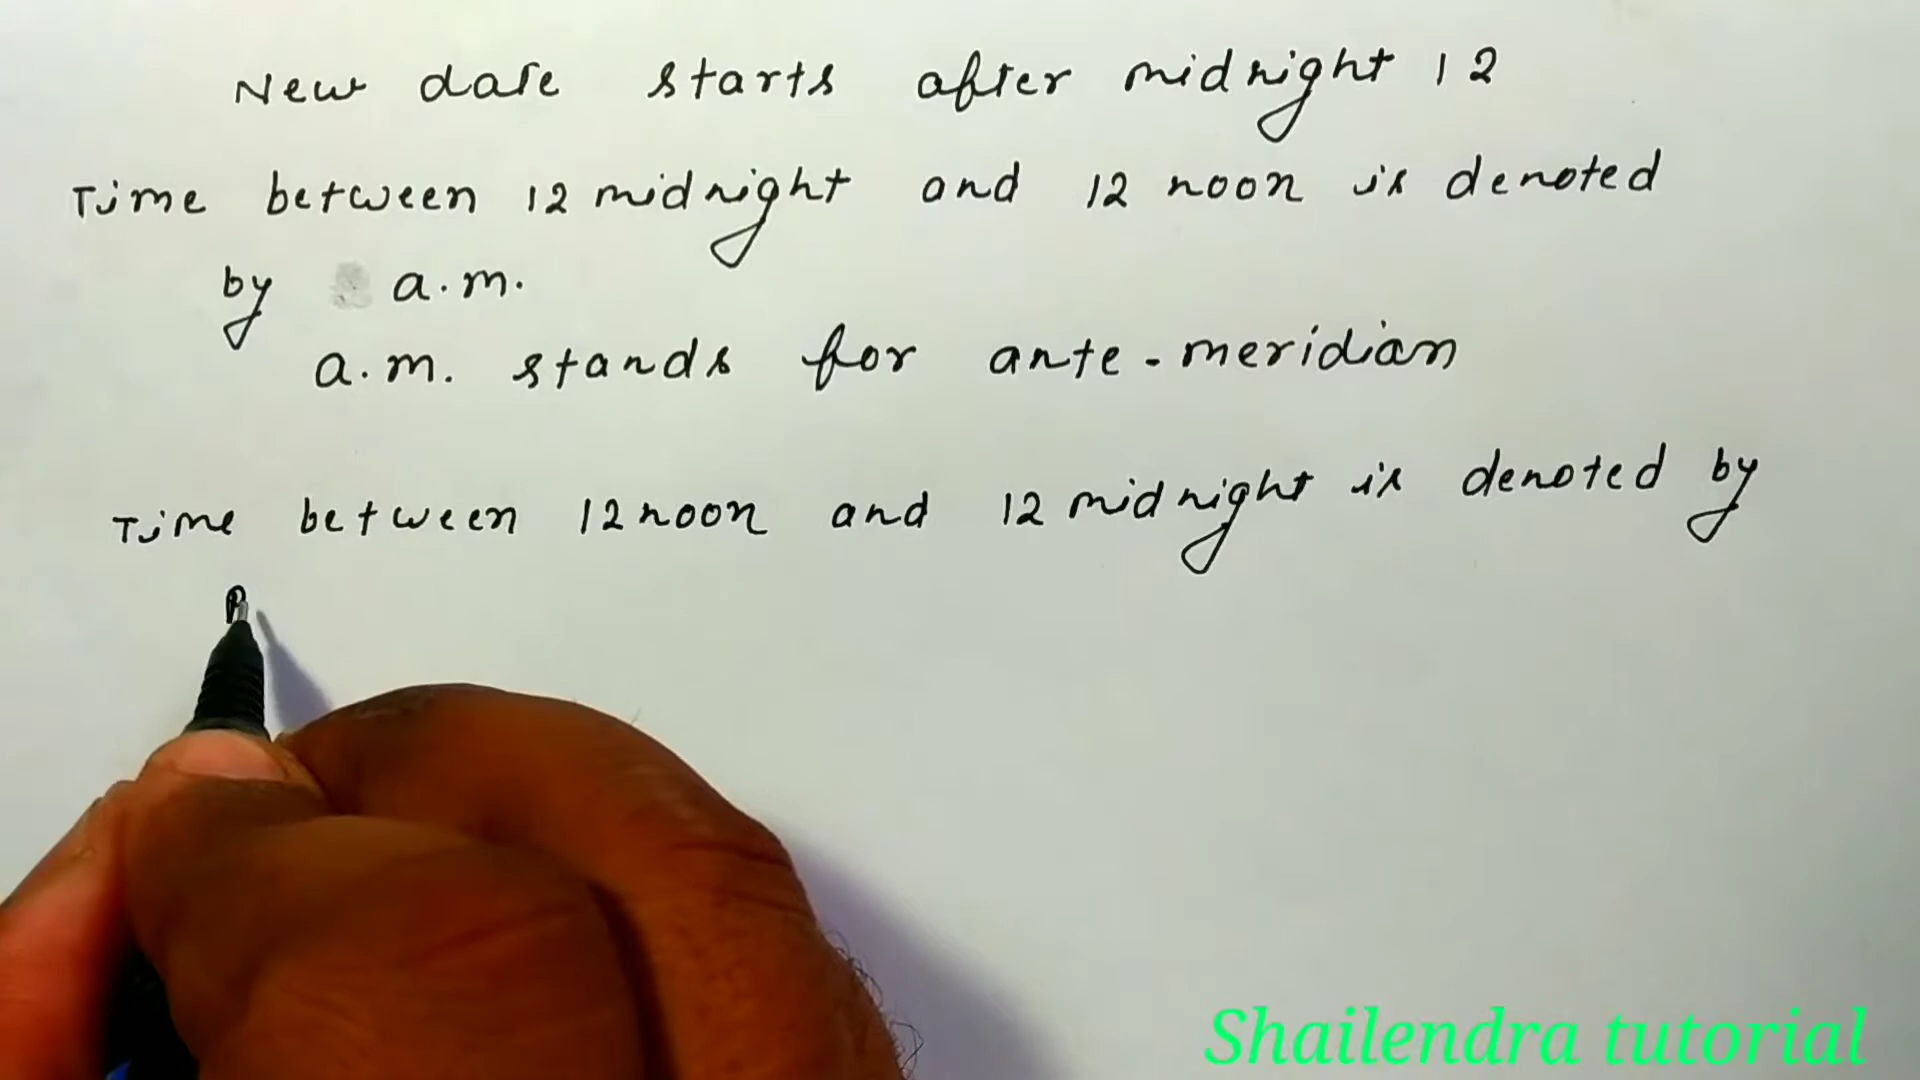 New date starts after midnight 12
Time between 12 midnight and 12 noon is denoted
by a.m.
a.m. stands for ante-meridian
Time between 12 noon and 12 midnight is denoted by
P
Shailendra tutorial